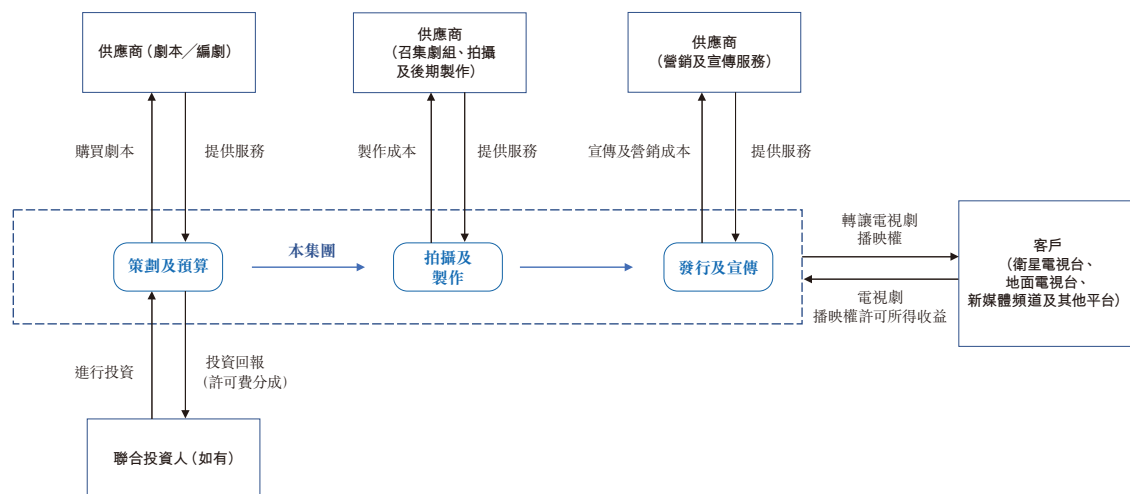 供應商（劇本／編劇）
供應商
（召集劇組、拍攝
及後期製作）
供應商
（營銷及宣傳服務）
購買劇本
提供服務
製作成本
提供服務
宣傳及營銷成本
提供服務
本集團
策劃及預算
拍攝及
製作
發行及宣傳
轉讓電視劇
播映權
電視劇
播映權許可所得收益
客戶
（衛星電視台、
地面電視台、
新媒體頻道及其他平台）
進行投資
投資回報
（許可費分成）
聯合投資人（如有）